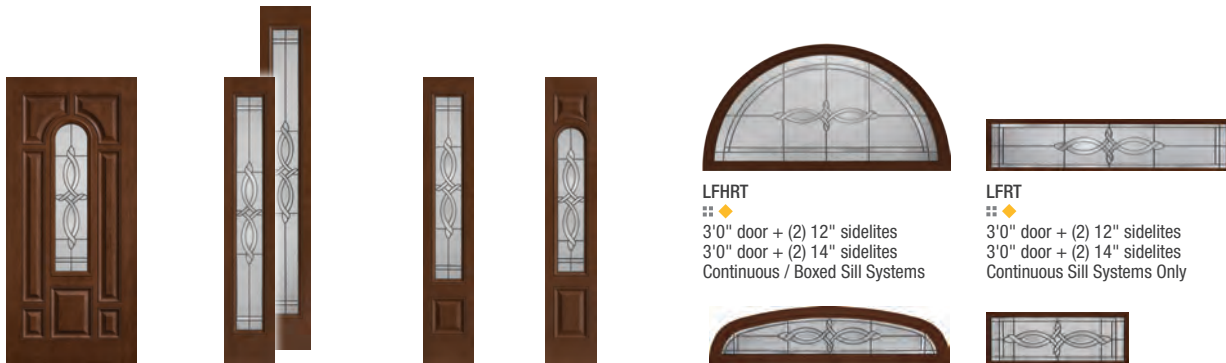 LFHRT
3'0" door + (2) 12" sidelites
3'0" door + (2) 14" sidelites
Continuous / Boxed Sill Systems
LFRT
3'0" door + (2) 12" sidelites
3'0" door + (2) 14" sidelites
Continuous Sill Systems Only